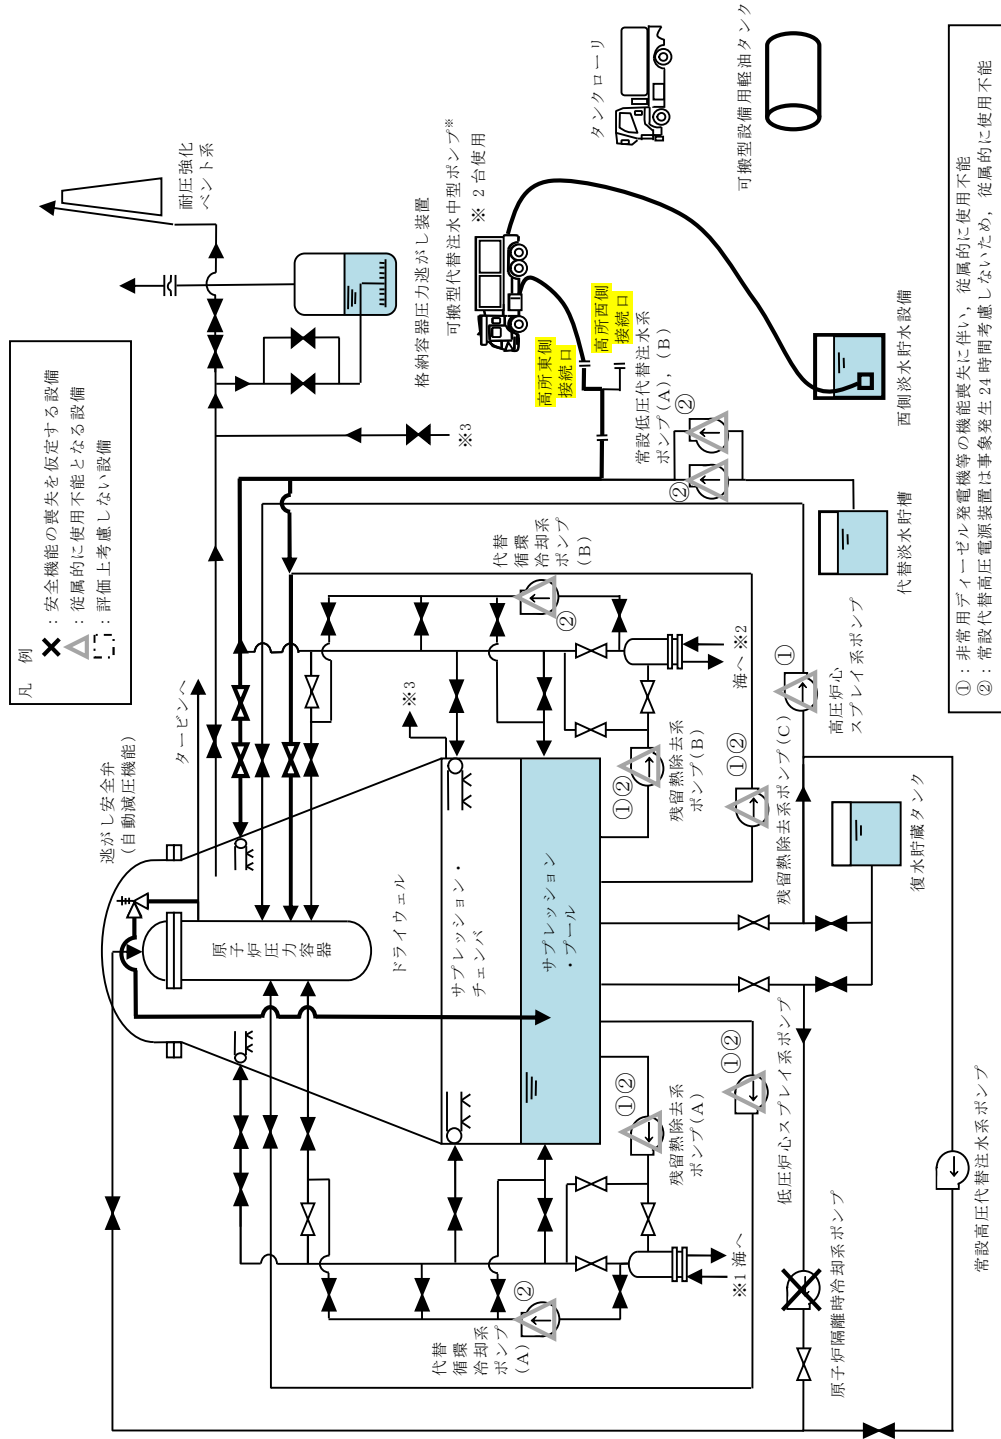 凡　例
：安全機能の喪失を仮定する設備
：従属的に使用不能となる設備
：評価上考慮しない設備
耐圧強化
ベント系
格納容器圧力逃がし装置
可搬型代替注水中型ポンプ※
※ 2台使用
タンクローリ
可搬型設備用軽油タンク
西側淡水貯水設備
高所東側
接続口
高所西側
接続口
常設低圧代替注水系
ポンプ(A), (B)
②
②
代替淡水貯槽
※3
逃がし安全弁
(自動減圧機能)
タービンへ
※3
代替
循環
冷却系
ポンプ
(B)
②
海へ ※2
原子炉圧力容器
ドライウェル
サプレッション・
チェンバ
サプレッション
・プール
①②
残留熱除去系
ポンプ(B)
①②
残留熱除去系ポンプ(C)
①
高圧炉心
スプレイ系ポンプ
復水貯蔵タンク
代替
循環
冷却系
ポンプ
(A)
②
※1 海へ
①②
残留熱除去系
ポンプ(A)
①②
低圧炉心スプレイ系ポンプ
原子炉隔離時冷却系ポンプ
常設高圧代替注水系ポンプ
①：非常用ディーゼル発電機等の機能喪失に伴い，従属的に使用不能
②：常設代替高圧電源装置は事象発生24時間考慮しないため，従属的に使用不能